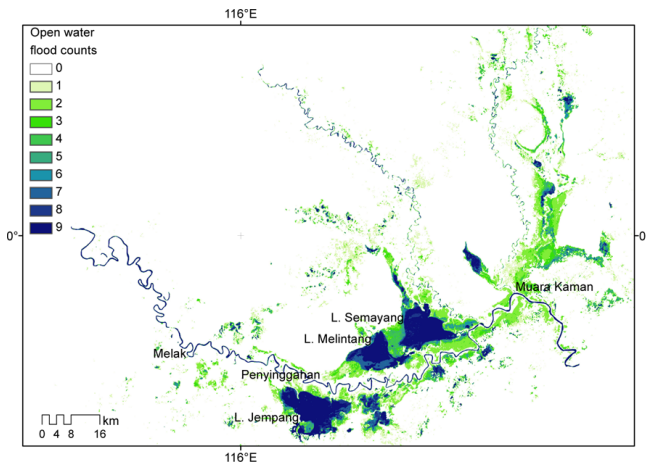 116°E
Open water
flood counts
0
1
2
3
4
5
6
7
8
9
0°
0
Muara Kaman
L. Semayang
L. Melintang
Melak
Penyinggahan
L. Jempang
km
0 4 8 16
116°E